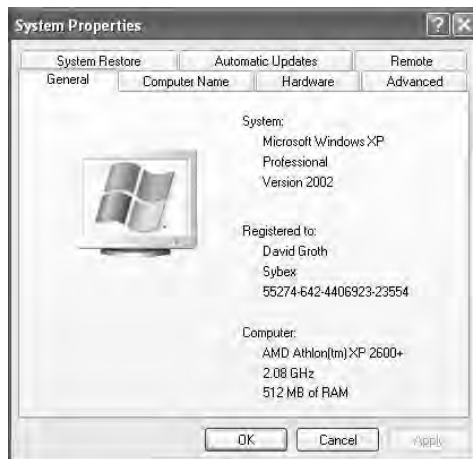 System Properties
System Restore Automatic Updates Remote
General Computer Name Hardware Advanced
System:
Microsoft Windows XP
Professional
Version 2002
Registered to:
David Groth
Sybex
55274-642-4406923-23554
Computer:
AMD Athlon(tm) XP 2600+
2.08 GHz
512 MB of RAM
OK Cancel Apply